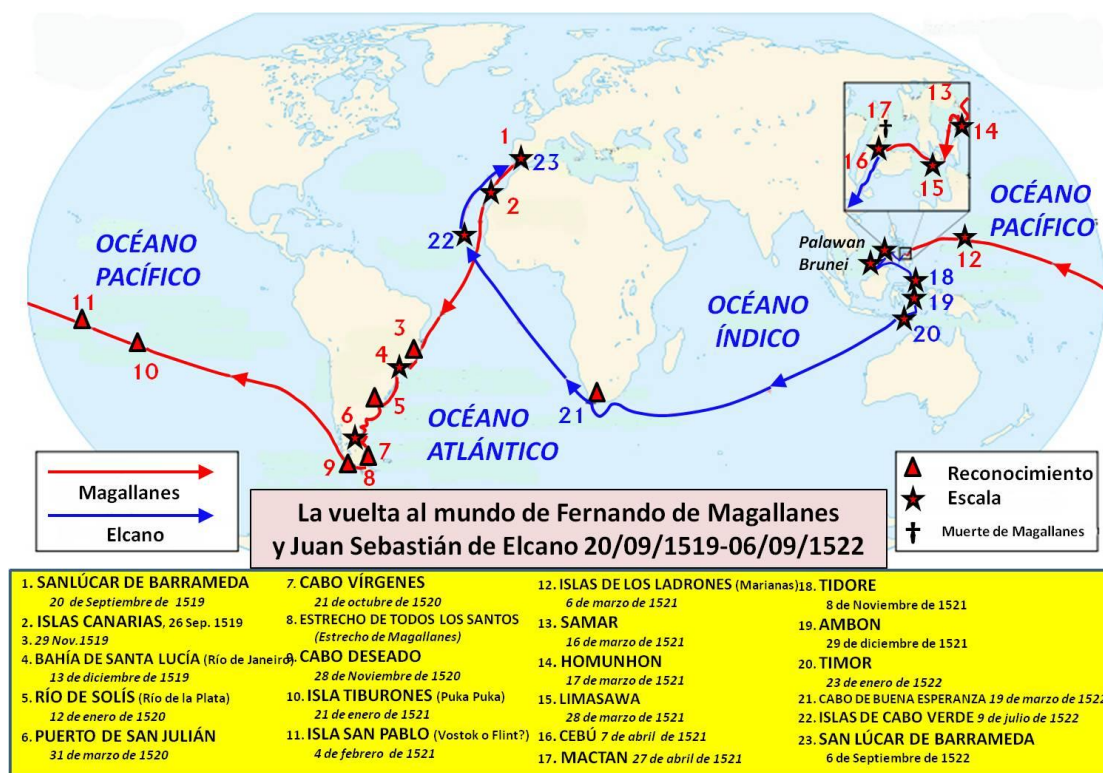 13
17
14
16
15
1
23
2
OCÉANO
PACÍFICO
22
OCÉANO
PACÍFICO
Palawan
Brunei
12
18
11
OCÉANO
ÍNDICO
19
3
20
10
4
5
21
6
OCÉANO
ATLÁNTICO
7
9
8
Magallanes
Elcano
Reconocimiento
Escala
Muerte de Magallanes
La vuelta al mundo de Fernando de Magallanes
y Juan Sebastián de Elcano 20/09/1519-06/09/1522
1. SANLÚCAR DE BARRAMEDA
20 de Septiembre de 1519
2. ISLAS CANARIAS, 26 Sep. 1519
3. 29 Nov.1519
4. BAHÍA DE SANTA LUCÍA (Río de Janeiro)
13 de diciembre de 1519
5. RÍO DE SOLÍS (Río de la Plata)
12 de enero de 1520
6. PUERTO DE SAN JULIÁN
31 de marzo de 1520
7. CABO VÍRGENES
21 de octubre de 1520
8. ESTRECHO DE TODOS LOS SANTOS
(Estrecho de Magallanes)
9. CABO DESEADO
28 de Noviembre de 1520
10. ISLA TIBURONES (Puka Puka)
21 de enero de 1521
11. ISLA SAN PABLO (Vostok o Flint?)
4 de febrero de 1521
12. ISLAS DE LOS LADRONES (Marianas)
6 de marzo de 1521
13. SAMAR
16 de marzo de 1521
14. HOMUNHON
17 de marzo de 1521
15. LIMASAWA
28 de marzo de 1521
16. CEBÚ 7 de abril de 1521
17. MACTAN 27 de abril de 1521
18. TIDORE
8 de Noviembre de 1521
19. AMBON
29 de diciembre de 1521
20. TIMOR
23 de enero de 1522
21. CABO DE BUENA ESPERANZA 19 de marzo de 1522
22. ISLAS DE CABO VERDE 9 de julio de 1522
23. SAN LÚCAR DE BARRAMEDA
6 de Septiembre de 1522